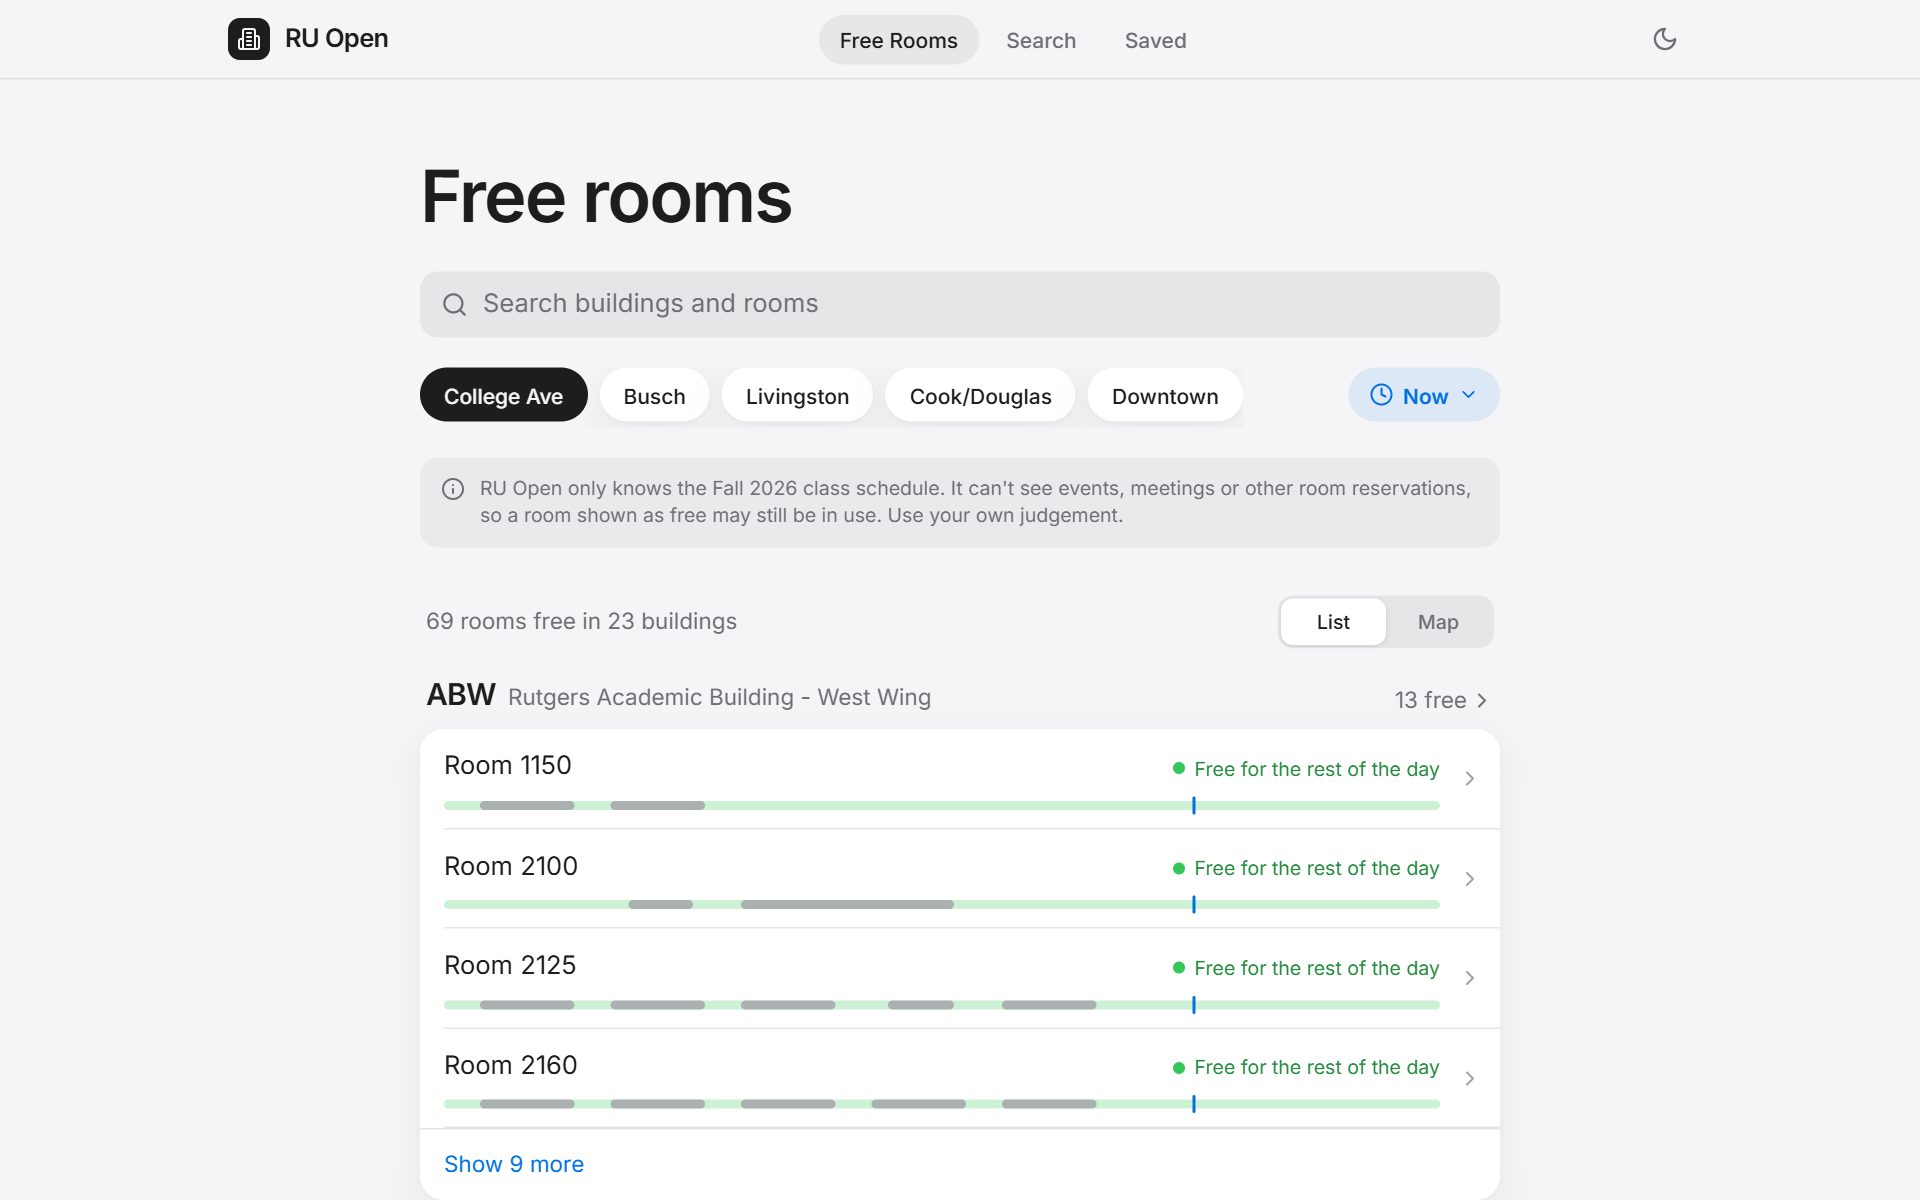 RU Open
Free Rooms
Search
Saved
Free rooms
Search buildings and rooms
College Ave
Busch
Livingston
Cook/Douglas
Downtown
Now
RU Open only knows the Fall 2026 class schedule. It can't see events, meetings or other room reservations,
so a room shown as free may still be in use. Use your own judgement.
69 rooms free in 23 buildings
List
Map
ABW Rutgers Academic Building - West Wing
13 free
Room 1150
Free for the rest of the day
Room 2100
Free for the rest of the day
Room 2125
Free for the rest of the day
Room 2160
Free for the rest of the day
Show 9 more